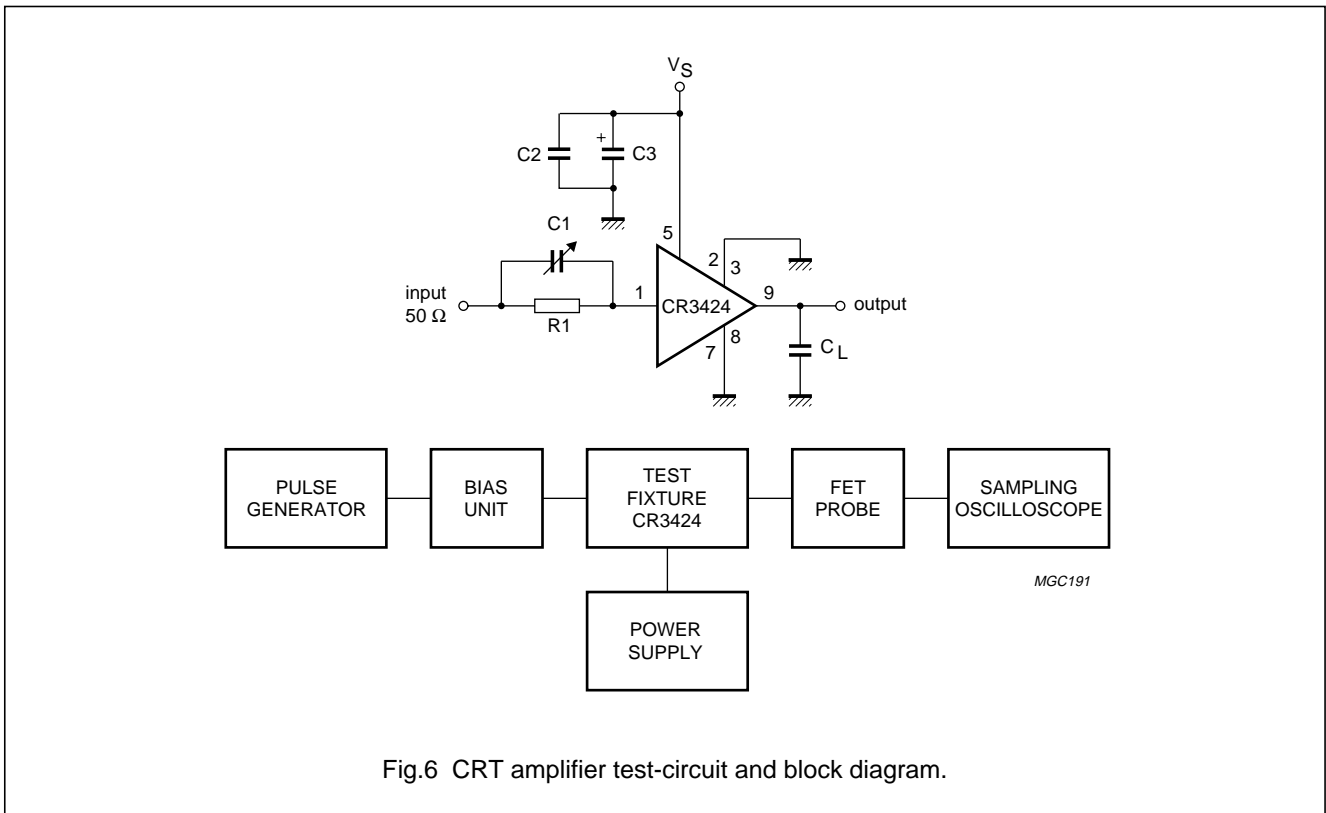 VS
C2
+
C3
C1
5
2
3
input
50 Ω
1
CR3424
9
output
R1
8
7
CL
PULSE
GENERATOR
BIAS
UNIT
TEST
FIXTURE
CR3424
FET
PROBE
SAMPLING
OSCILLOSCOPE
MGC191
POWER
SUPPLY
Fig.6 CRT amplifier test-circuit and block diagram.